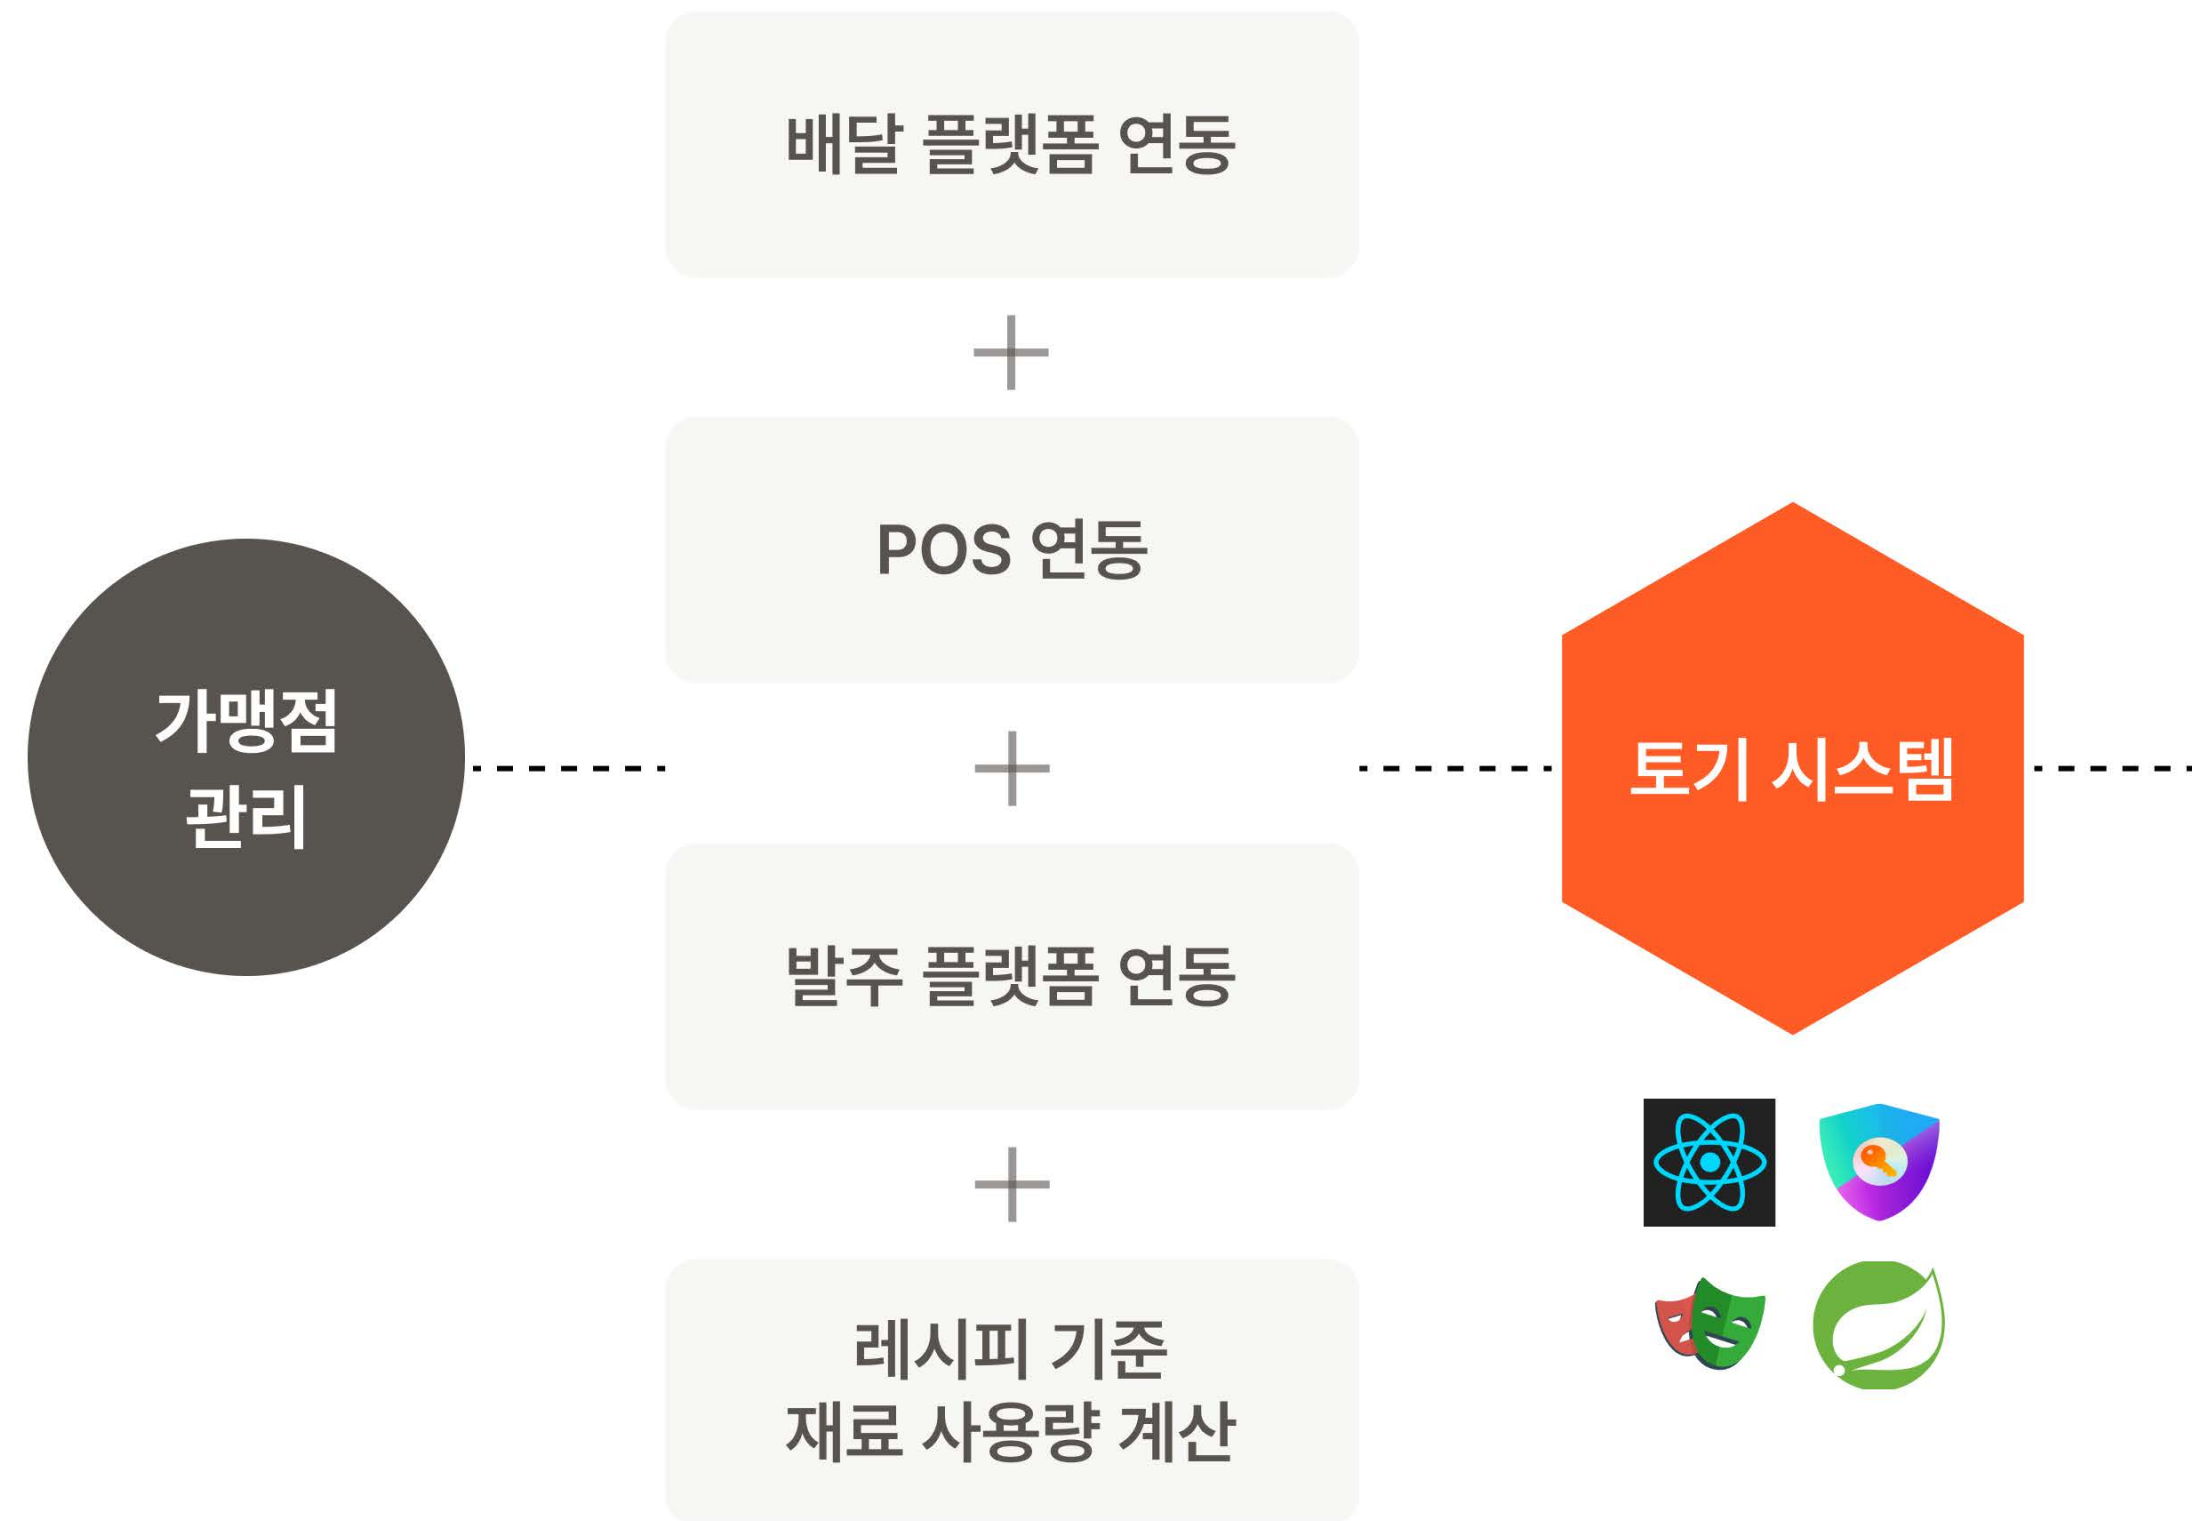 배달 플랫폼 연동
POS 연동
가맹점
관리
토기 시스템
발주 플랫폼 연동
레시피 기준
재료 사용량 계산